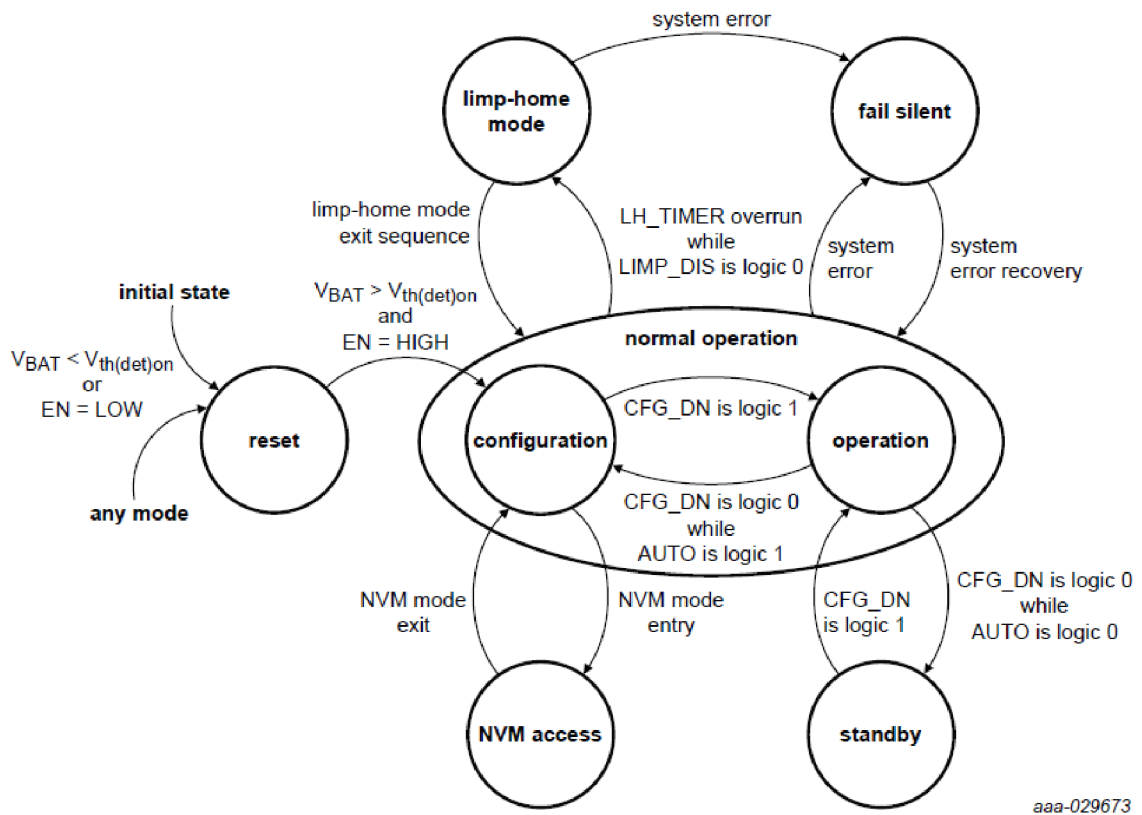 system error
limp-home
mode
fail silent
limp-home mode
exit sequence
LH_TIMER overrun
while
LIMP_DIS is logic 0
system
error
system
error recovery
initial state
VBAT > Vth(det)on
and
EN = HIGH
normal operation
VBAT < Vth(det)on
or
EN = LOW
reset
configuration
CFG_DN is logic 1
operation
any mode
CFG_DN is logic 0
while
AUTO is logic 1
NVM mode
exit
NVM mode
entry
CFG_DN
is logic 1
CFG_DN is logic 0
while
AUTO is logic 0
NVM access
standby
aaa-029673